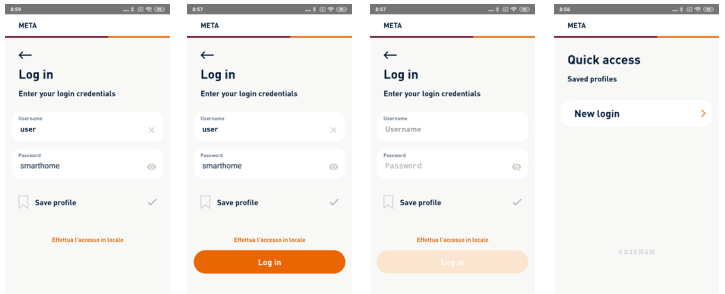 8:59
META
Log in
Enter your login credentials
Username
user
Password
smarthome
Save profile
Effettua l'accesso in locale
8:57
META
Log in
Enter your login credentials
Username
user
Password
smarthome
Save profile
Effettua l'accesso in locale
Log in
8:57
META
Log in
Enter your login credentials
Username
Username
Password
Password
Save profile
Effettua l'accesso in locale
Log in
8:56
META
Quick access
Saved profiles
New login